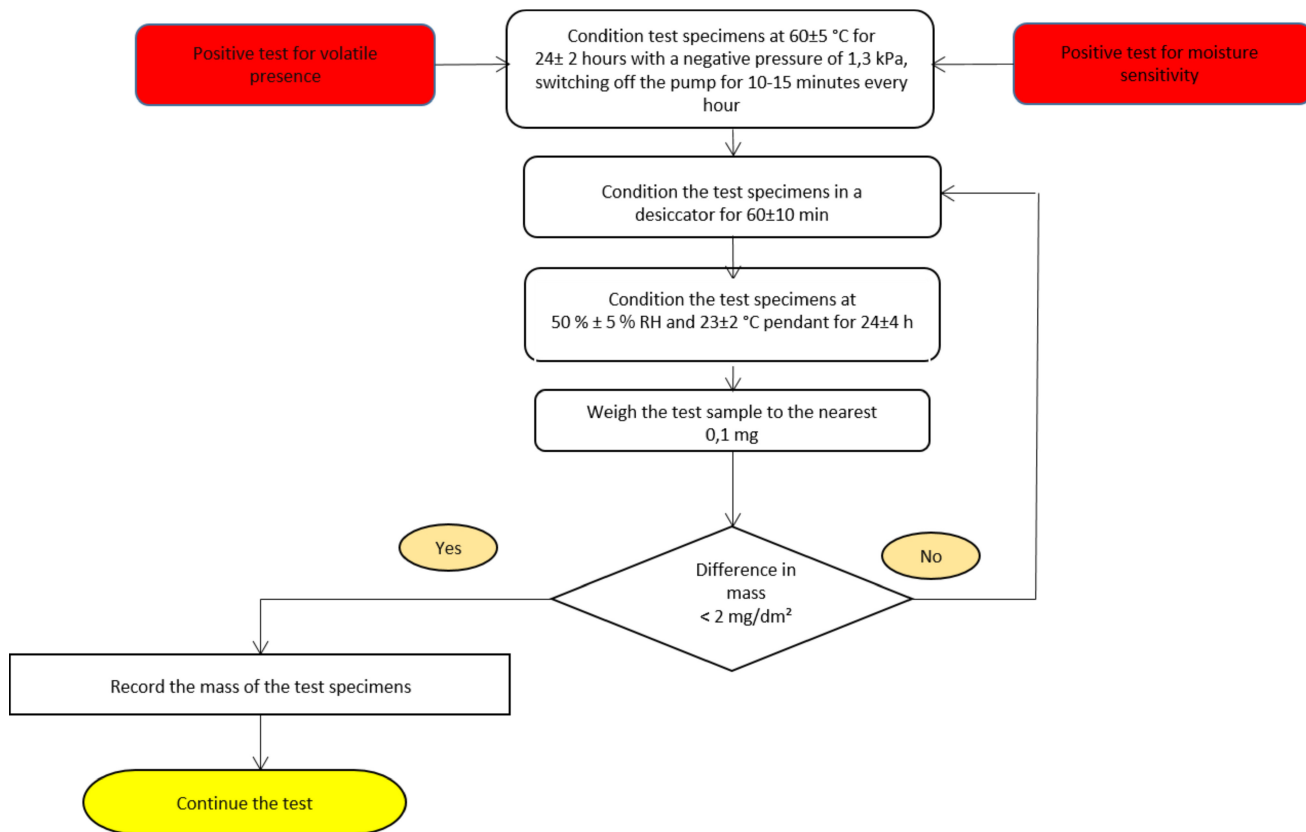 Positive test for volatile
presence
Condition test specimens at 60±5 °C for
24± 2 hours with a negative pressure of 1,3 kPa,
switching off the pump for 10-15 minutes every
hour
Positive test for moisture
sensitivity
Condition the test specimens in a
desiccator for 60±10 min
Condition the test specimens at
50 % ± 5 % RH and 23±2 °C pendant for 24±4 h
Weigh the test sample to the nearest
0,1 mg
Yes
No
Difference in
mass
< 2 mg/dm²
Record the mass of the test specimens
Continue the test